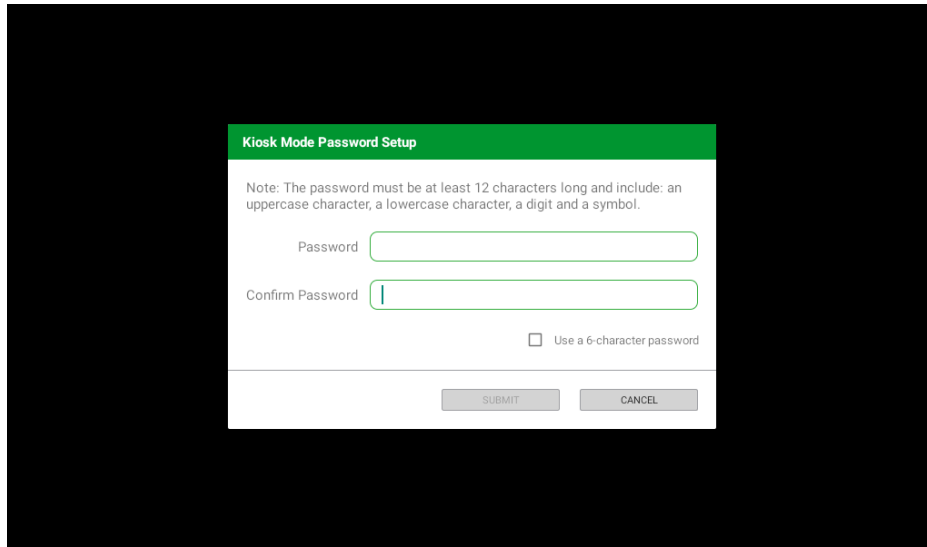 Kiosk Mode Password Setup
Note: The password must be at least 12 characters long and include: an
uppercase character, a lowercase character, a digit and a symbol.
Password
Confirm Password
Use a 6-character password
SUBMIT
CANCEL